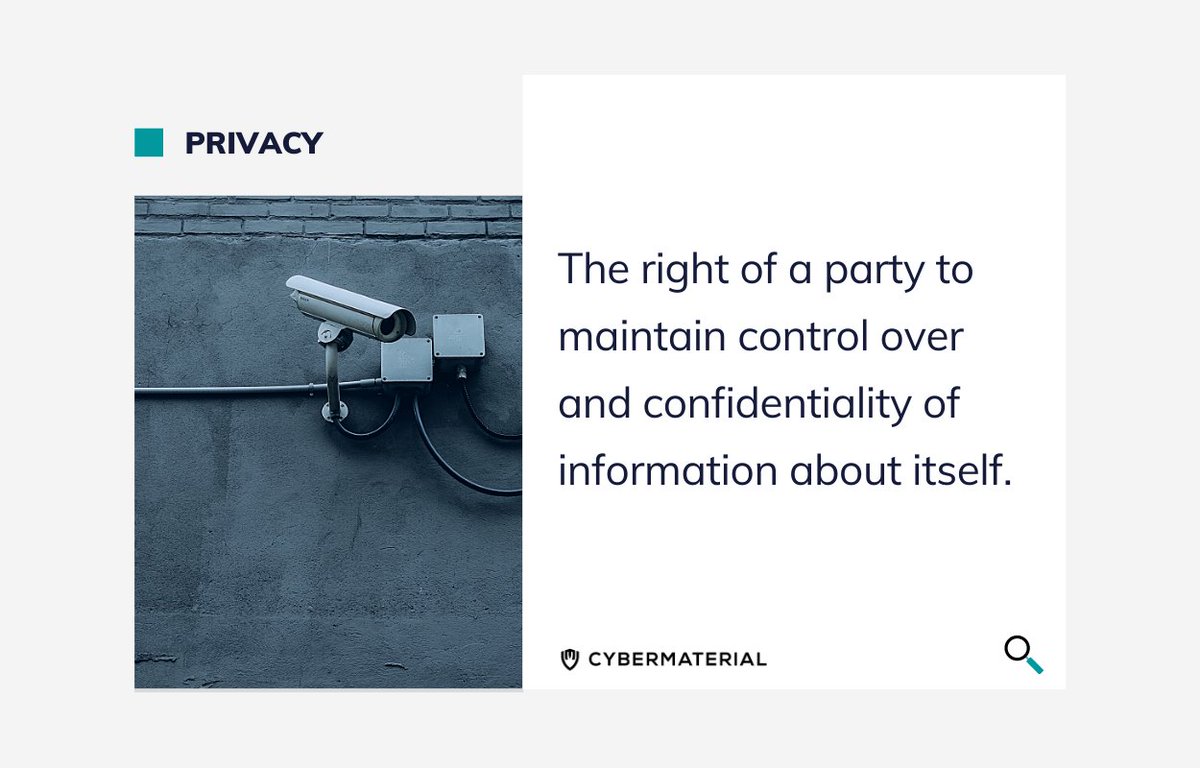 PRIVACY
The right of a party to
maintain control over
and confidentiality of
information about itself.
CYBERMATERIAL